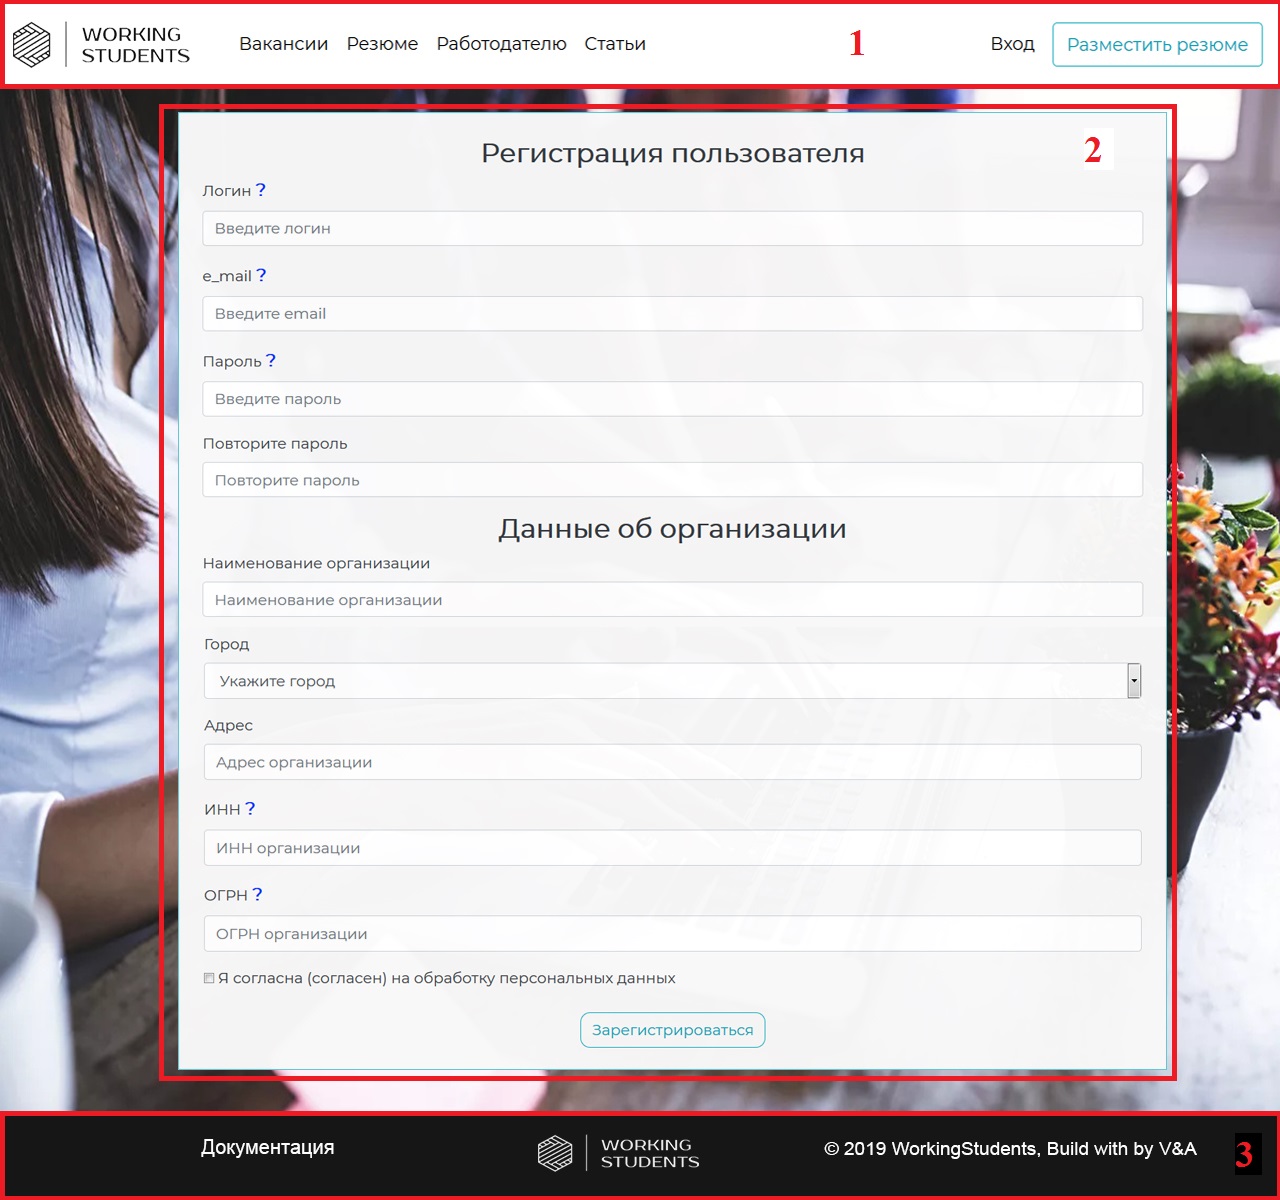 WORKING
STUDENTS
Вакансии Резюме Работодателю Статьи 1 Вход Разместить резюме
Регистрация пользователя 2
Логин ?
Введите логин
e_mail ?
Введите email
Пароль ?
Введите пароль
Повторите пароль
Повторите пароль
Данные об организации
Наименование организации
Наименование организации
Город
Укажите город
Адрес
Адрес организации
ИНН ?
ИНН организации
ОГРН ?
ОГРН организации
Я согласна (согласен) на обработку персональных данных
Зарегистрироваться
Документация
WORKING
STUDENTS
© 2019 WorkingStudents, Build with by V&A 3